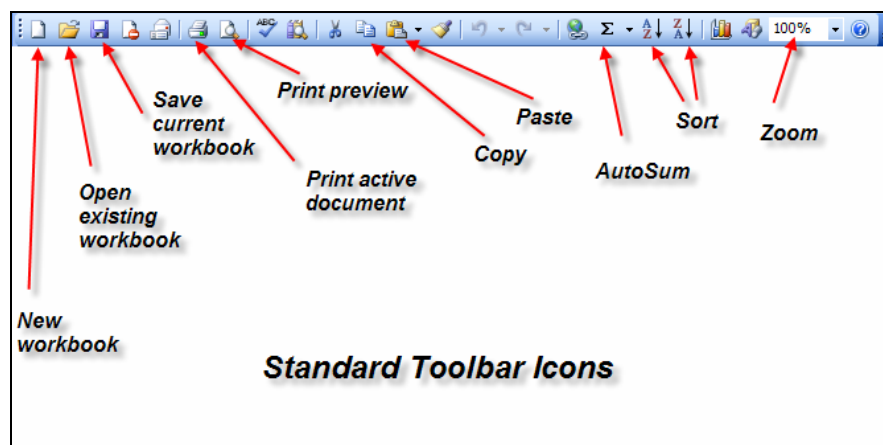 ABC Σ A Z Z A 100%
Print preview
Save
current
workbook
Paste
Sort
Zoom
Copy
AutoSum
Print active
document
Open
existing
workbook
New
workbook
Standard Toolbar Icons